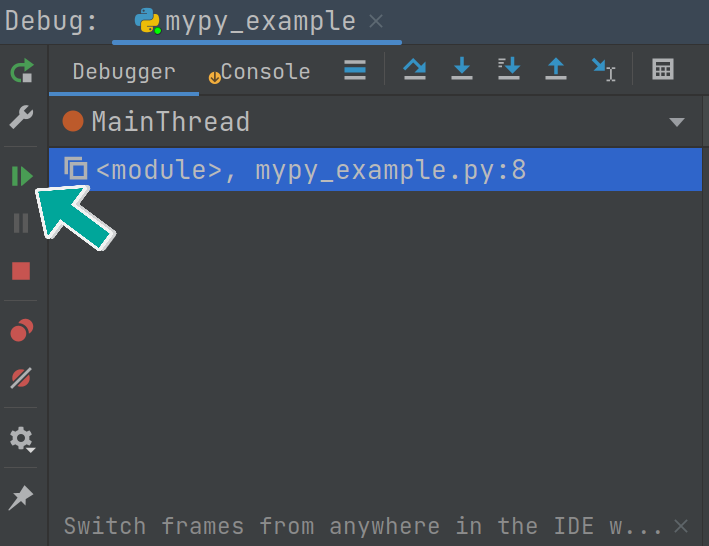 Debug: mypy_example
Debugger Console
MainThread
<module>, mypy_example.py:8
Switch frames from anywhere in the IDE w...